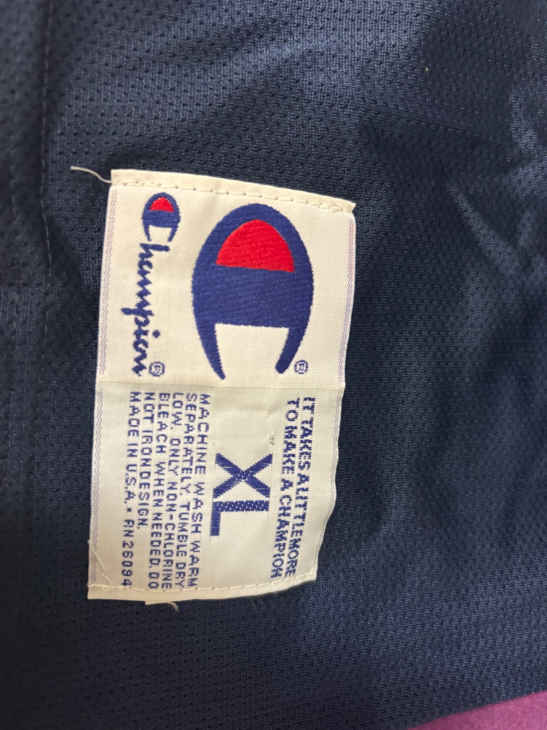 Champion®
®
IT TAKES A LITTLE MORE
TO MAKE A CHAMPION
XL
MACHINE WASH WARM
SEPARATELY. TUMBLE DRY
LOW. ONLY NON-CHLORINE
BLEACH WHEN NEEDED. DO
NOT IRON DESIGN.
MADE IN U.S.A.* RN 26094